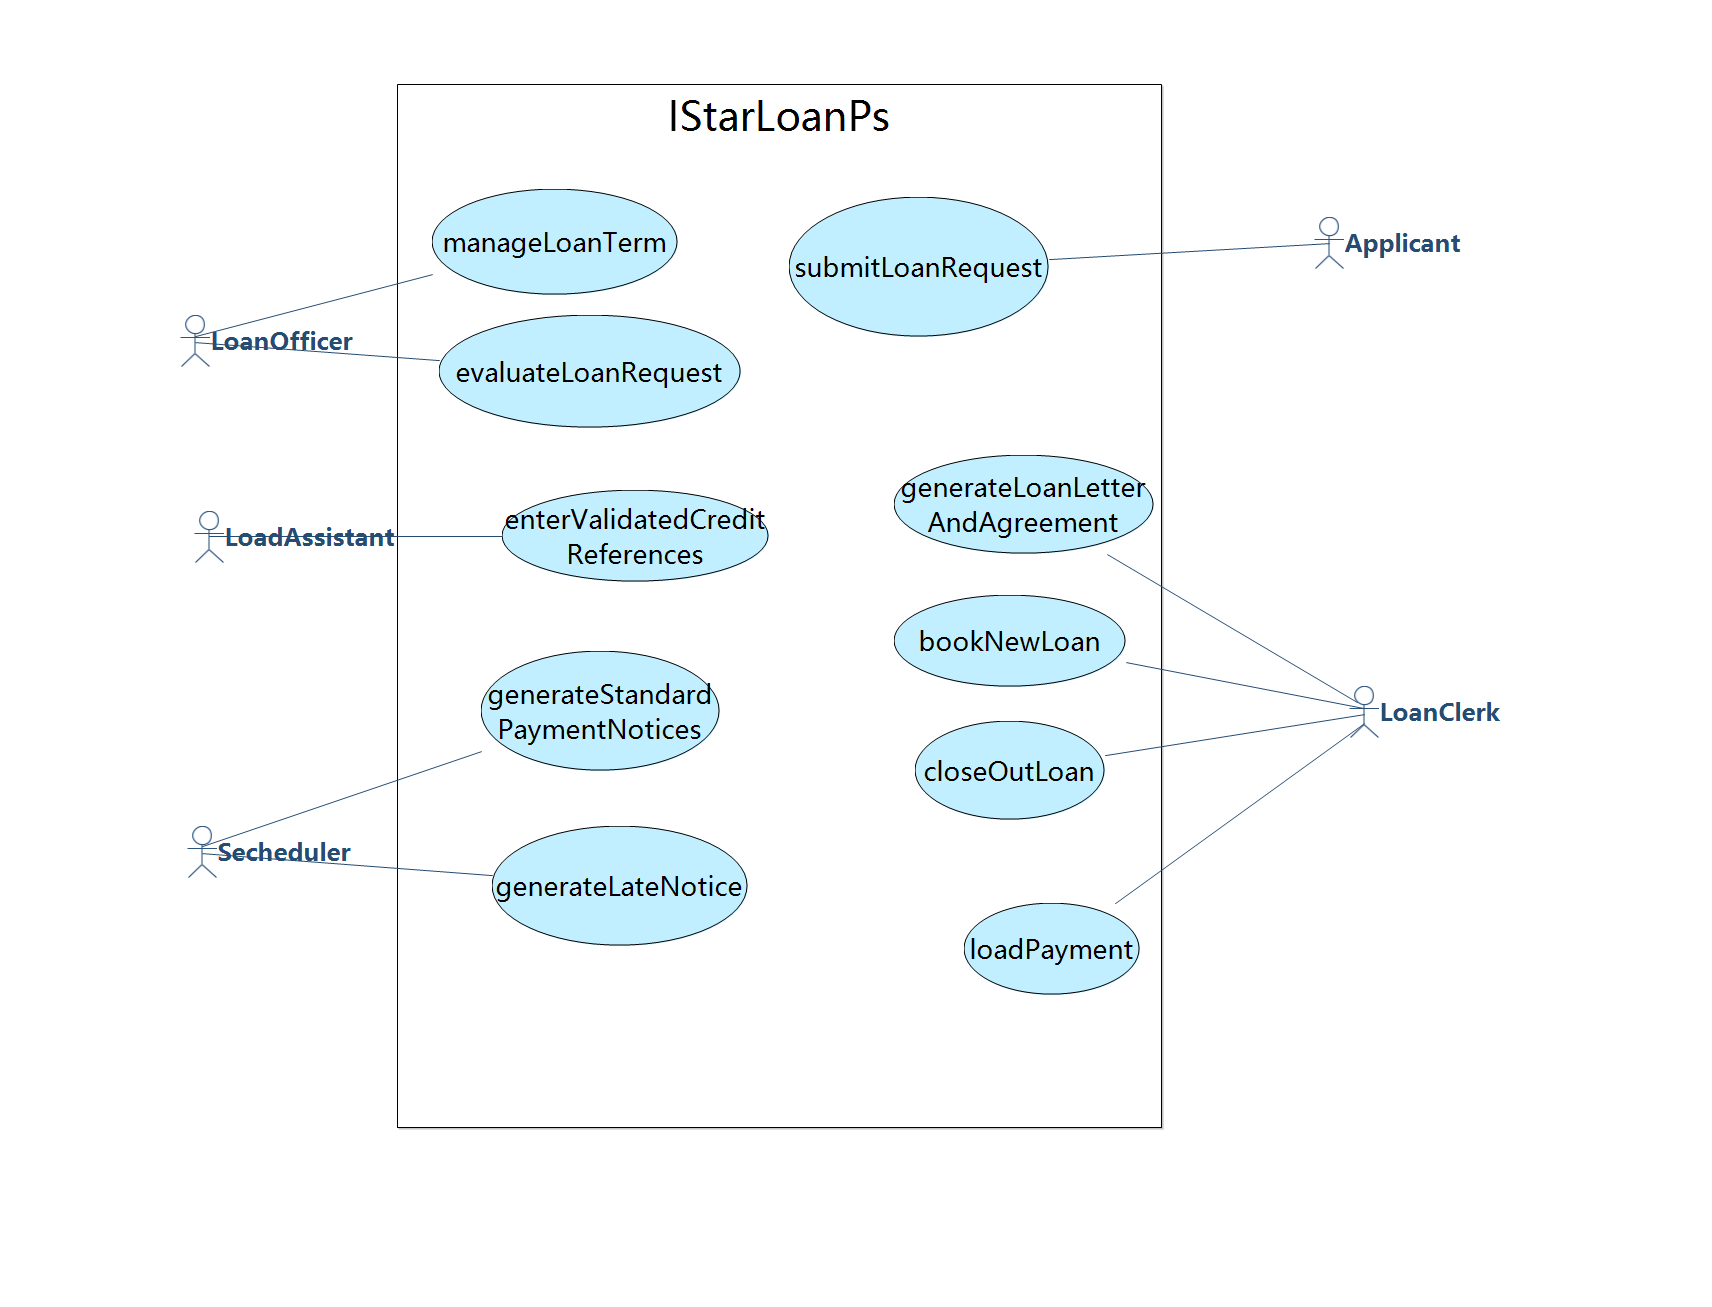 IStarLoanPs
manageLoanTerm
submitLoanRequest
Applicant
LoanOfficer
evaluateLoanRequest
generateLoanLetter
AndAgreement
LoadAssistant
enterValidatedCredit
References
bookNewLoan
generateStandard
PaymentNotices
LoanClerk
closeOutLoan
Secheduler
generateLateNotice
loadPayment